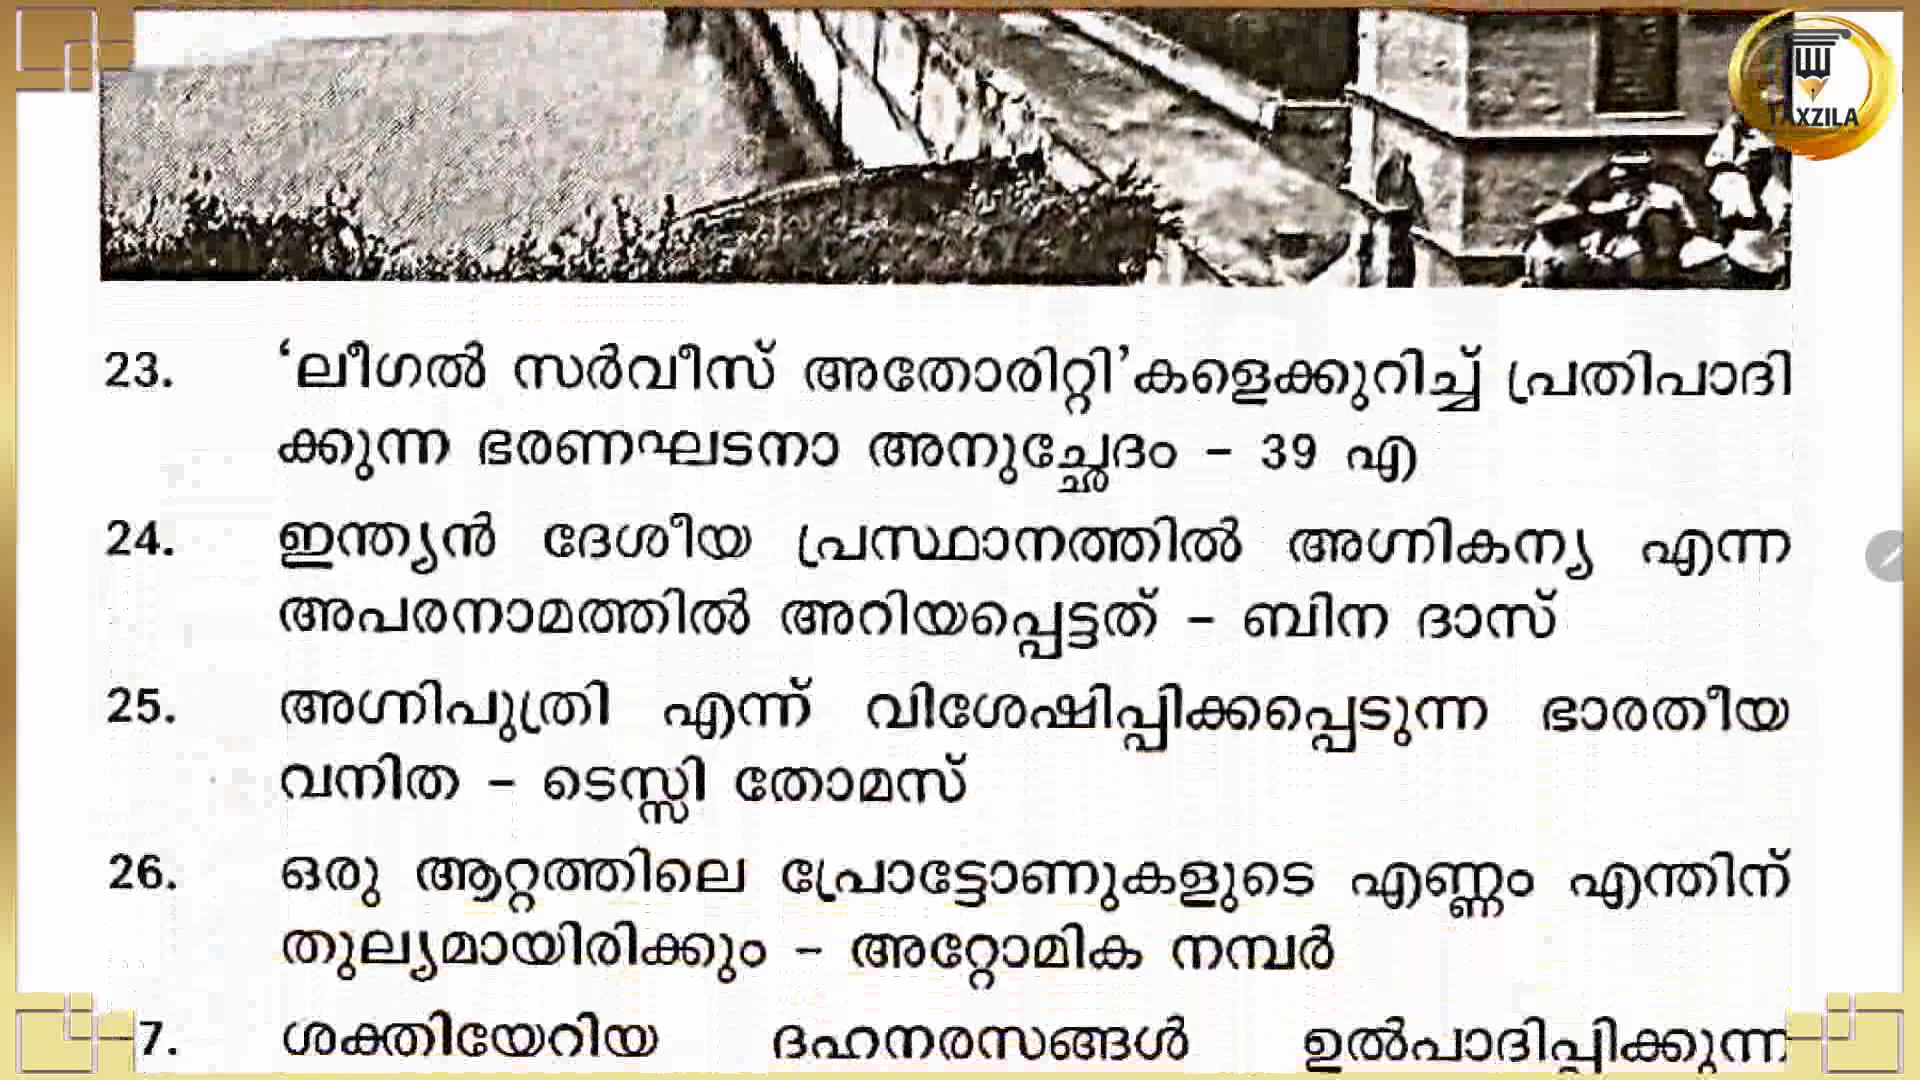 TAXZILA
23. ‘ലീഗൽ സർവീസ് അതോരിറ്റി’കളെക്കുറിച്ച് പ്രതിപാദി
ക്കുന്ന ഭരണഘടനാ അനുച്ഛേദം – 39 എ
24. ഇന്ത്യൻ ദേശീയ പ്രസ്ഥാനത്തിൽ അഗ്നികന്യ എന്ന
അപരനാമത്തിൽ അറിയപ്പെട്ടത് – ബിന ദാസ്
25. അഗ്നിപുത്രി എന്ന് വിശേഷിപ്പിക്കപ്പെടുന്ന ഭാരതീയ
വനിത – ടെസ്സി തോമസ്
26. ഒരു ആറ്റത്തിലെ പ്രോട്ടോണുകളുടെ എണ്ണം എന്തിന്
തുല്യമായിരിക്കും – അറ്റോമിക നമ്പർ
7. ശക്തിയേറിയ ദഹനരസങ്ങൾ ഉൽപാദിപ്പിക്കുന്ന